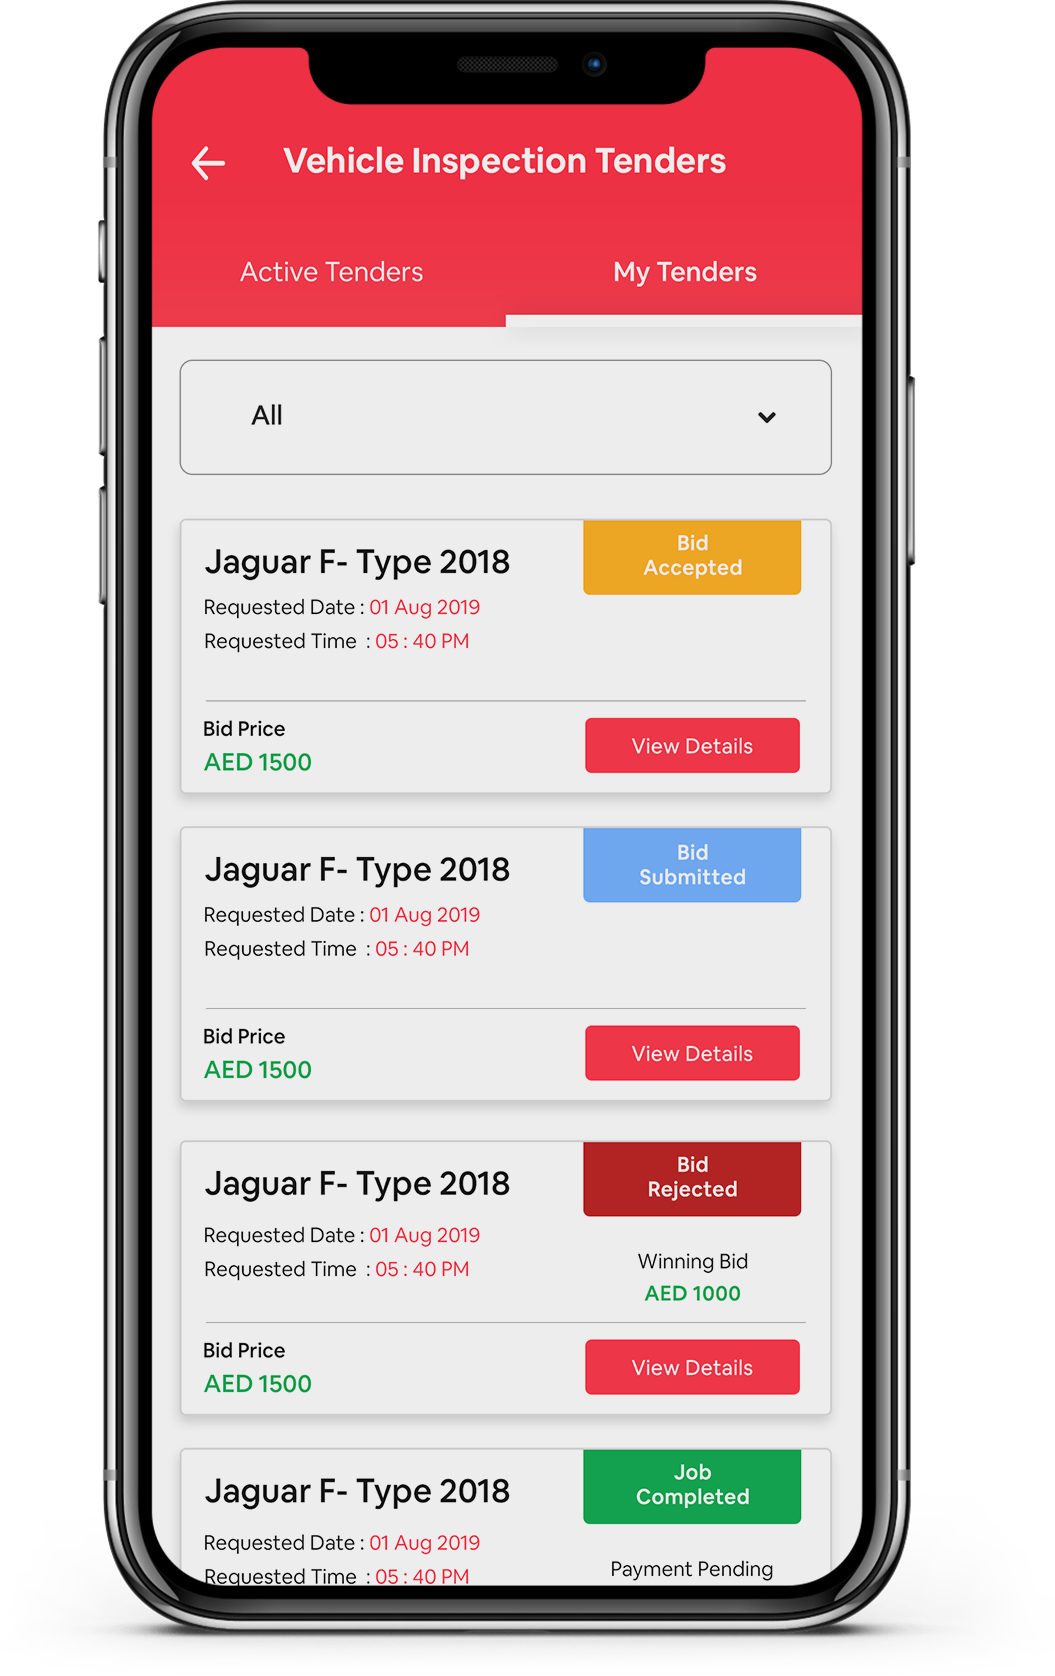 Vehicle Inspection Tenders
Active Tenders
My Tenders
All
Jaguar F- Type 2018
Bid
Accepted
Requested Date : 01 Aug 2019
Requested Time : 05 : 40 PM
Bid Price
AED 1500
View Details
Jaguar F- Type 2018
Bid
Submitted
Requested Date : 01 Aug 2019
Requested Time : 05 : 40 PM
Bid Price
AED 1500
View Details
Jaguar F- Type 2018
Bid
Rejected
Requested Date : 01 Aug 2019
Requested Time : 05 : 40 PM
Winning Bid
AED 1000
Bid Price
AED 1500
View Details
Jaguar F- Type 2018
Job
Completed
Requested Date : 01 Aug 2019
Requested Time : 05 : 40 PM
Payment Pending